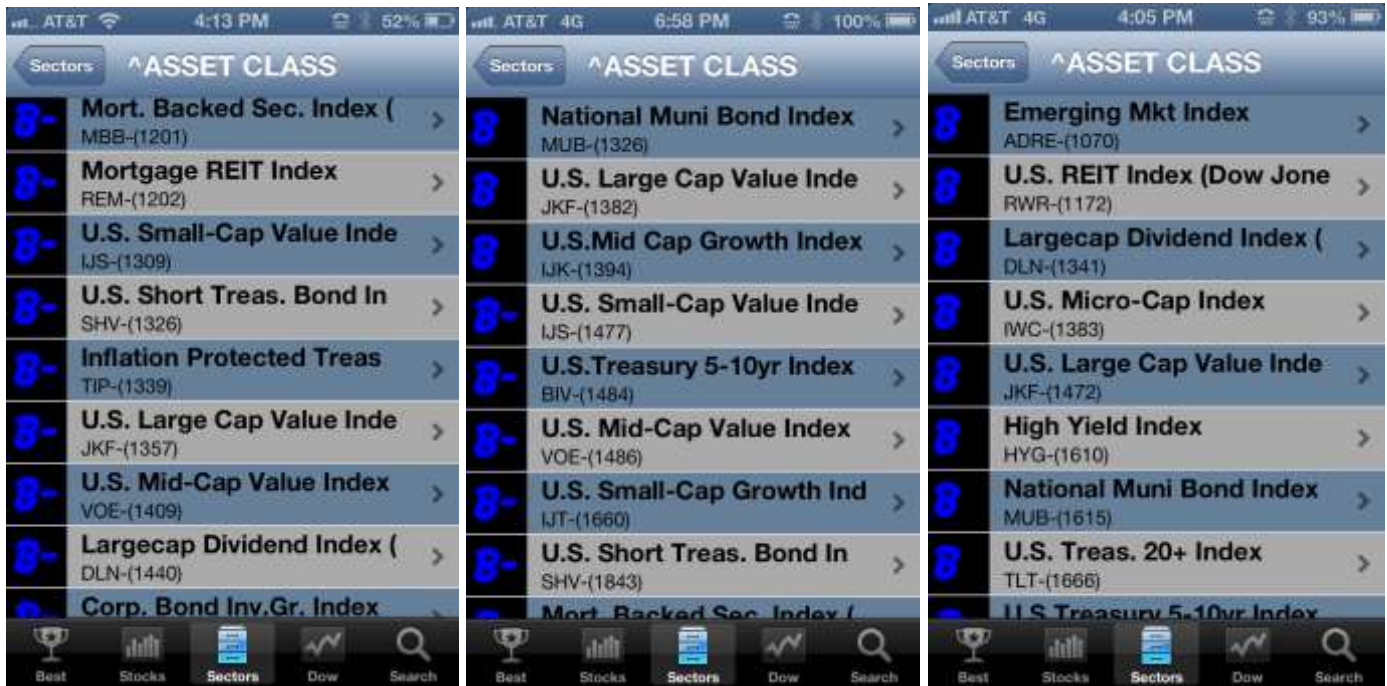 AT&T 4:13 PM 52%
Sectors ^ASSET CLASS
B- Mort. Backed Sec. Index (
MBB-(1201)
B- Mortgage REIT Index
REM-(1202)
B- U.S. Small-Cap Value Inde
IJS-(1309)
B- U.S. Short Treas. Bond In
SHV-(1326)
B- Inflation Protected Treas
TIP-(1339)
B- U.S. Large Cap Value Inde
JKF-(1357)
B- U.S. Mid-Cap Value Index
VOE-(1409)
B- Largecap Dividend Index (
DLN-(1440)
B- Corp. Bond Inv.Gr. Index
Best Stocks Sectors Dow Search
AT&T 4G 6:58 PM 100%
Sectors ^ASSET CLASS
B National Muni Bond Index
MUB-(1326)
B U.S. Large Cap Value Inde
JKF-(1382)
B U.S.Mid Cap Growth Index
IJK-(1394)
B- U.S. Small-Cap Value Inde
IJS-(1477)
B- U.S.Treasury 5-10yr Index
BIV-(1484)
B- U.S. Mid-Cap Value Index
VOE-(1486)
B- U.S. Small-Cap Growth Ind
IJT-(1660)
B- U.S. Short Treas. Bond In
SHV-(1843)
Mort. Backed Sec. Index (
Best Stocks Sectors Dow Search
AT&T 4G 4:05 PM 93%
Sectors ^ASSET CLASS
B Emerging Mkt Index
ADRE-(1070)
B U.S. REIT Index (Dow Jone
RWR-(1172)
B Largecap Dividend Index (
DLN-(1341)
B U.S. Micro-Cap Index
IWC-(1383)
B U.S. Large Cap Value Inde
JKF-(1472)
B High Yield Index
HYG-(1610)
B National Muni Bond Index
MUB-(1615)
B U.S. Treas. 20+ Index
TLT-(1666)
U.S.Treasury 5-10yr Index
Best Stocks Sectors Dow Search